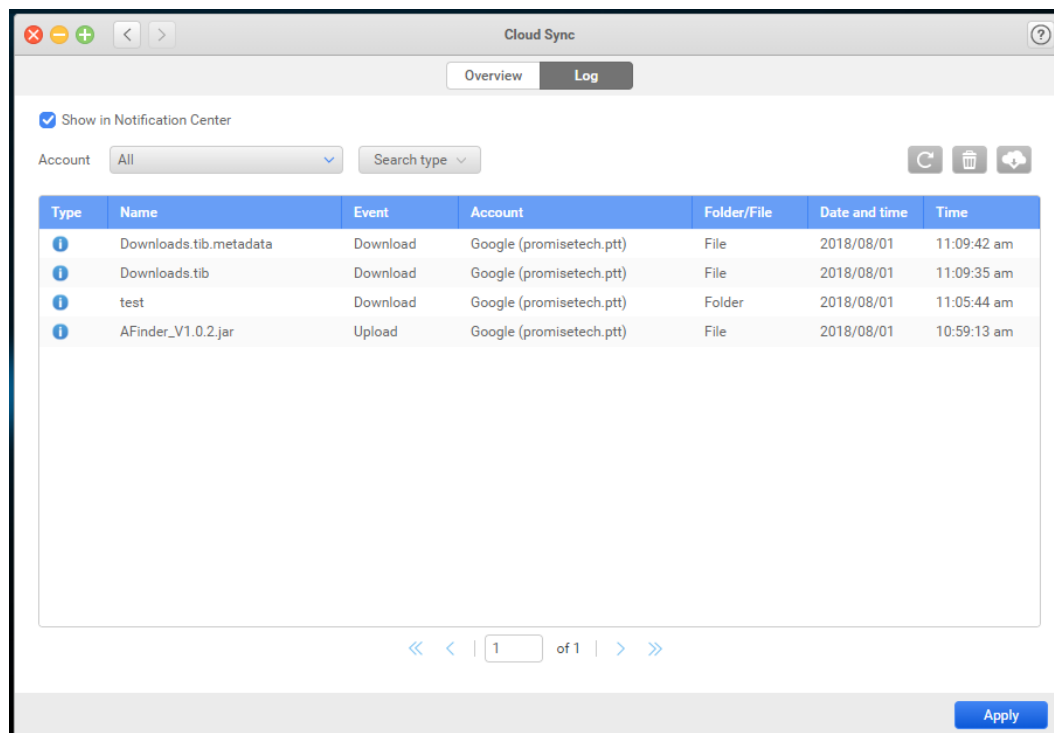 Cloud Sync
?
Overview Log
Show in Notification Center
Account All Search type
Type Name Event Account Folder/File Date and time Time
Downloads.tib.metadata Download Google (promisetech.ptt) File 2018/08/01 11:09:42 am
Downloads.tib Download Google (promisetech.ptt) File 2018/08/01 11:09:35 am
test Download Google (promisetech.ptt) Folder 2018/08/01 11:05:44 am
AFinder_V1.0.2.jar Upload Google (promisetech.ptt) File 2018/08/01 10:59:13 am
1 of 1
Apply